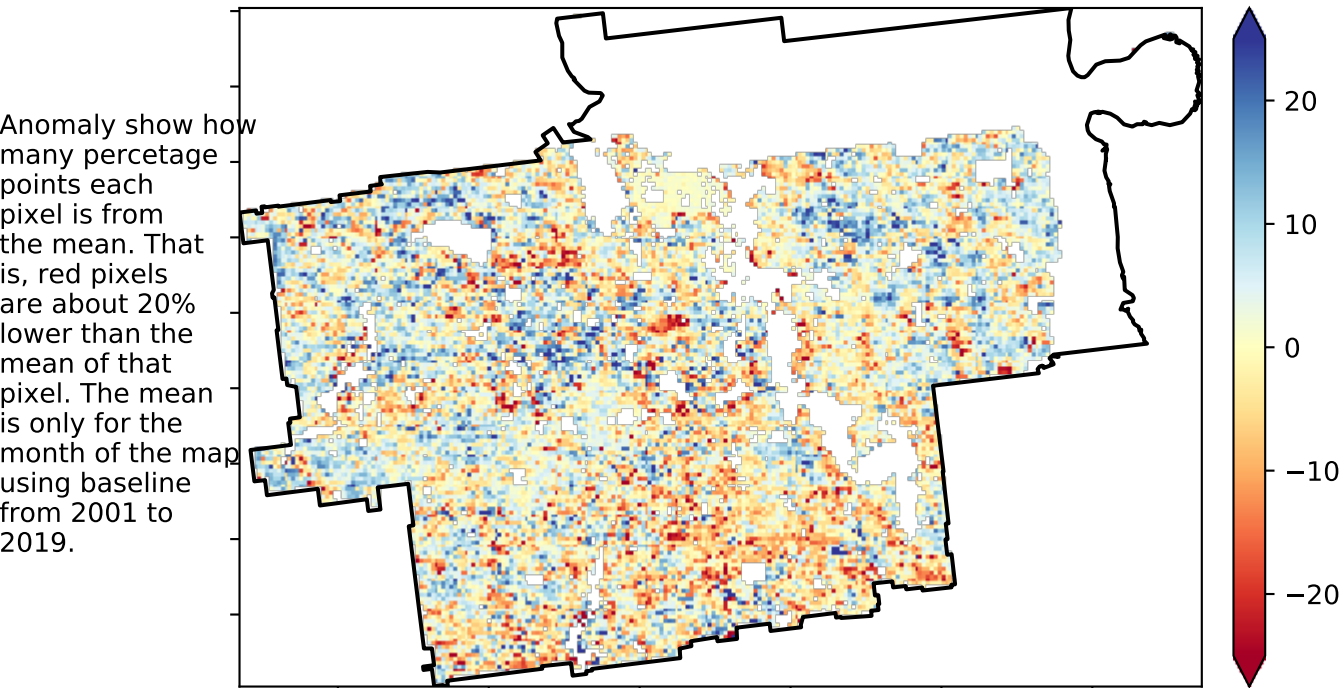 Anomaly show how
many percetage
points each
pixel is from
the mean. That
is, red pixels
are about 20%
lower than the
mean of that
pixel. The mean
is only for the
month of the map
using baseline
from 2001 to
2019.
20
10
0
−10
−20